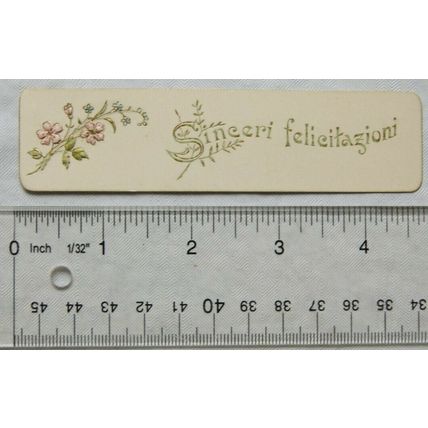 Sinceri felicitazioni
0 Inch 1/32" 1 2 3 4
45 44 43 42 41 40 39 38 37 36 35 34